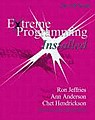 Extreme Programming
Installed
Ron Jeffries
Ann Anderson
Chet Hendrickson